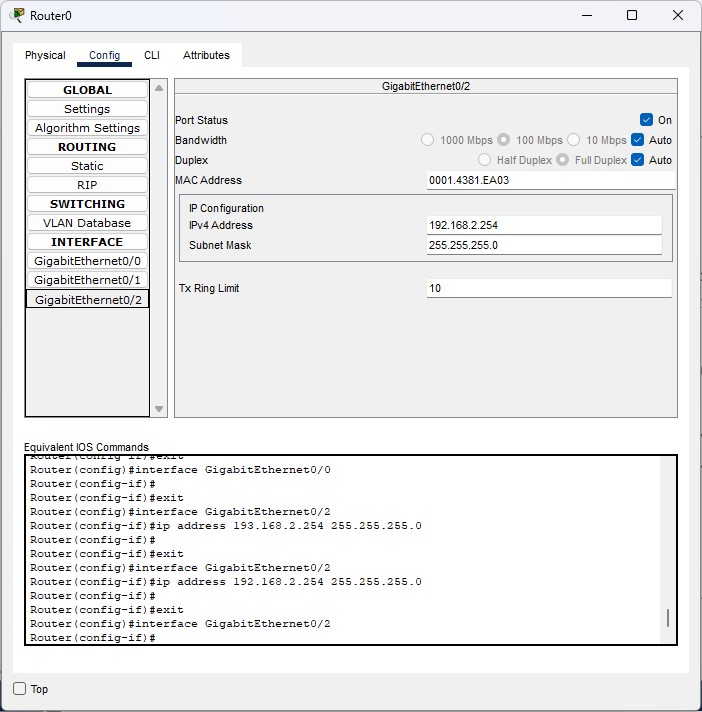 Router0
Physical Config CLI Attributes
GLOBAL
Settings
Algorithm Settings
ROUTING
Static
RIP
SWITCHING
VLAN Database
INTERFACE
GigabitEthernet0/0
GigabitEthernet0/1
GigabitEthernet0/2
GigabitEthernet0/2
Port Status On
Bandwidth 1000 Mbps 100 Mbps 10 Mbps Auto
Duplex Half Duplex Full Duplex Auto
MAC Address 0001.4381.EA03
IP Configuration
IPv4 Address 192.168.2.254
Subnet Mask 255.255.255.0
Tx Ring Limit 10
Equivalent IOS Commands
Router(config-if)#exit
Router(config)#interface GigabitEthernet0/0
Router(config-if)#
Router(config-if)#exit
Router(config)#interface GigabitEthernet0/2
Router(config-if)#ip address 193.168.2.254 255.255.255.0
Router(config-if)#
Router(config-if)#exit
Router(config)#interface GigabitEthernet0/2
Router(config-if)#ip address 192.168.2.254 255.255.255.0
Router(config-if)#
Router(config-if)#exit
Router(config)#interface GigabitEthernet0/2
Router(config-if)#
Top